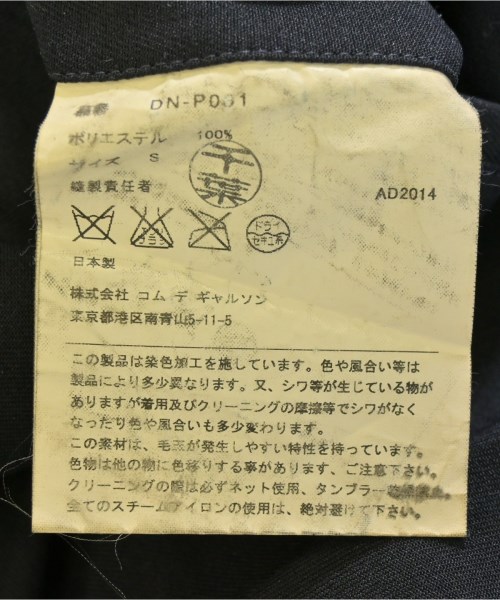 品番 DN-P031
ポリエステル 100%
サイズ S
千葉
縫製責任者
AD2014
エンソ サラシ
ドライ
セキユ系
日本製
株式会社 コム デ ギャルソン
東京都港区南青山5-11-5
この製品は染色加工を施しています。色や風合い等は
製品により多少異なります。又、シワ等が生じている物が
ありますが着用及びクリーニングの摩擦等でシワがなく
なったり色や風合いも多少変わります。
この素材は、毛玉が発生しやすい特性を持っています。
色物は他の物に色移りする事があります、ご注意下さい。
クリーニングの際は必ずネット使用、タンブラー乾燥禁止。
全てのスチームアイロンの使用は、絶対避けて下さい。